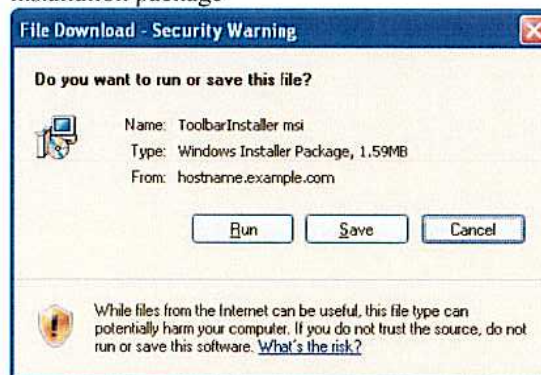 installation package
File Download - Security Warning
Do you want to run or save this file?
Name: ToolbarInstaller msi
Type: Windows Installer Package, 1.59MB
From: hostname.example.com
Run Save Cancel
While files from the Internet can be useful, this file type can
potentially harm your computer. If you do not trust the source, do not
run or save this software. What's the risk?